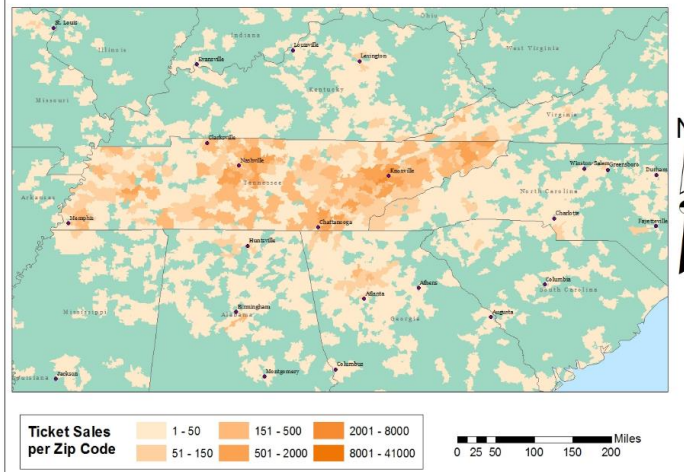 Ohio
St. Louis
Illinois
Indiana
Louisville
West Virginia
Evansville
Lexington
Missouri
Kentucky
Virginia
Clarksville
Nashville
Winston-Salem
Greensboro
Durham
Tennessee
Knoxville
North Carolina
Arkansas
Memphis
Chattanooga
Charlotte
Fayetteville
Huntsville
Atlanta
Athens
Columbia
South Carolina
Mississippi
Birmingham
Alabama
Georgia
Augusta
Jackson
Montgomery
Columbus
N
Ticket Sales
per Zip Code
1 - 50
151 - 500
2001 - 8000
51 - 150
501 - 2000
8001 - 41000
Miles
0 25 50 100 150 200